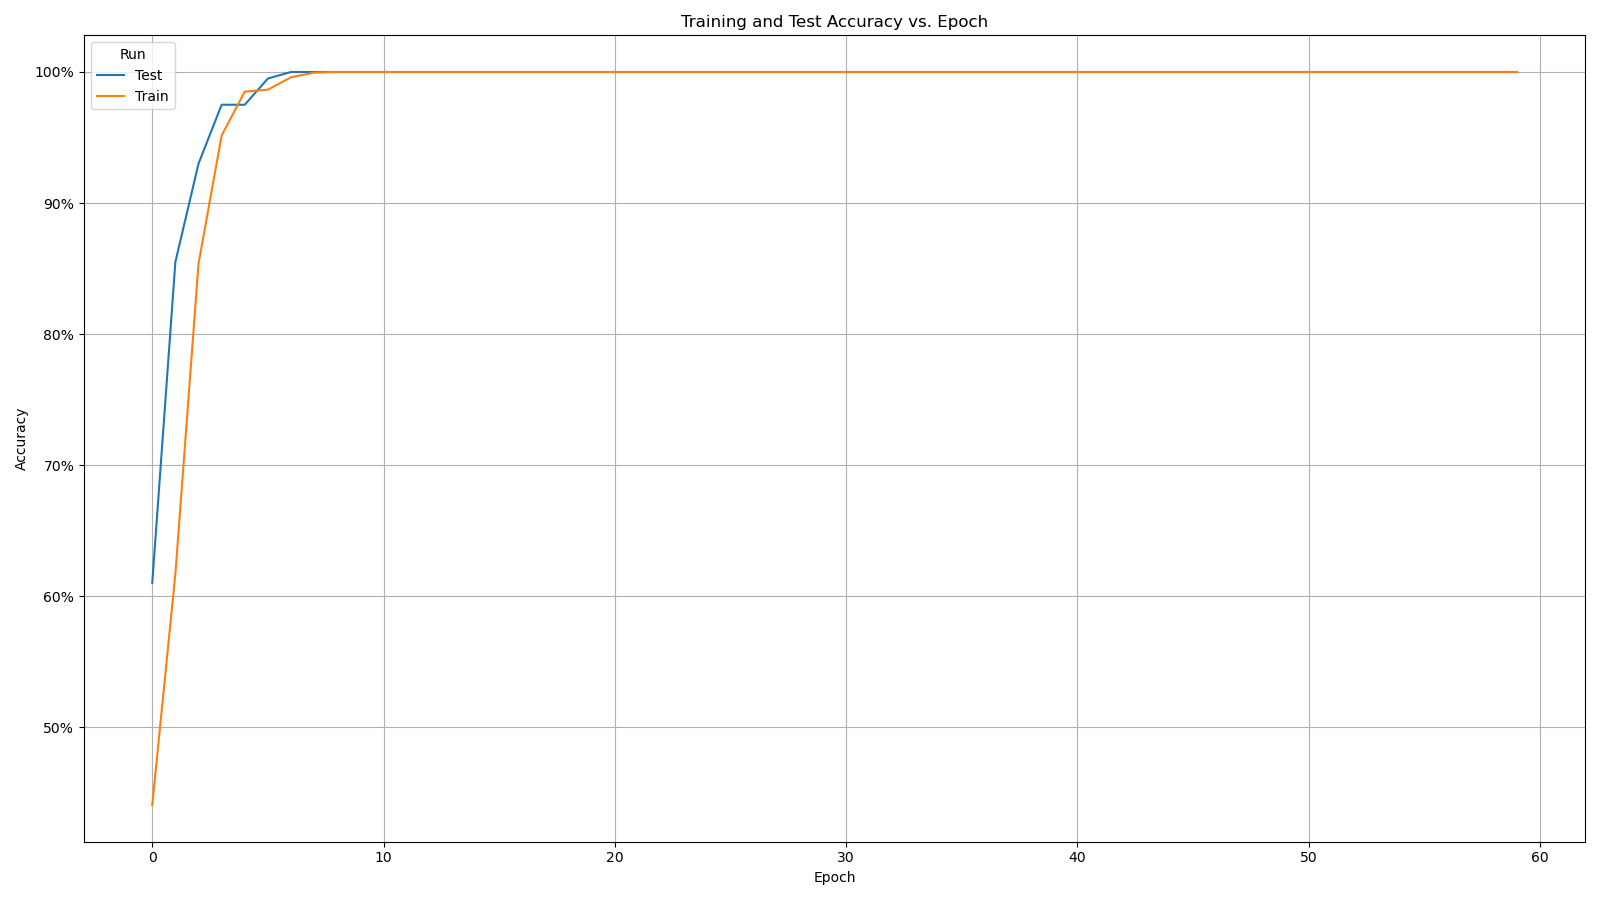 Training and Test Accuracy vs. Epoch
Run
Test
Train
100%
90%
80%
70%
60%
50%
Accuracy
0 10 20 30 40 50 60
Epoch